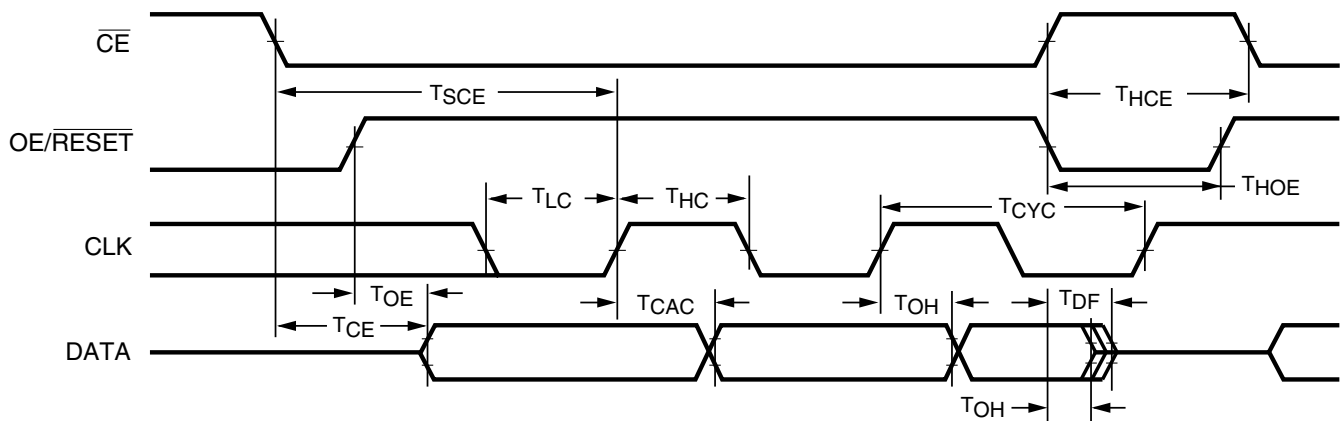 CE
TSCE
THCE
OE/RESET
TLC
THC
TCYC
THOE
CLK
TOE
TCAC
TOH
TDF
TCE
DATA
TOH